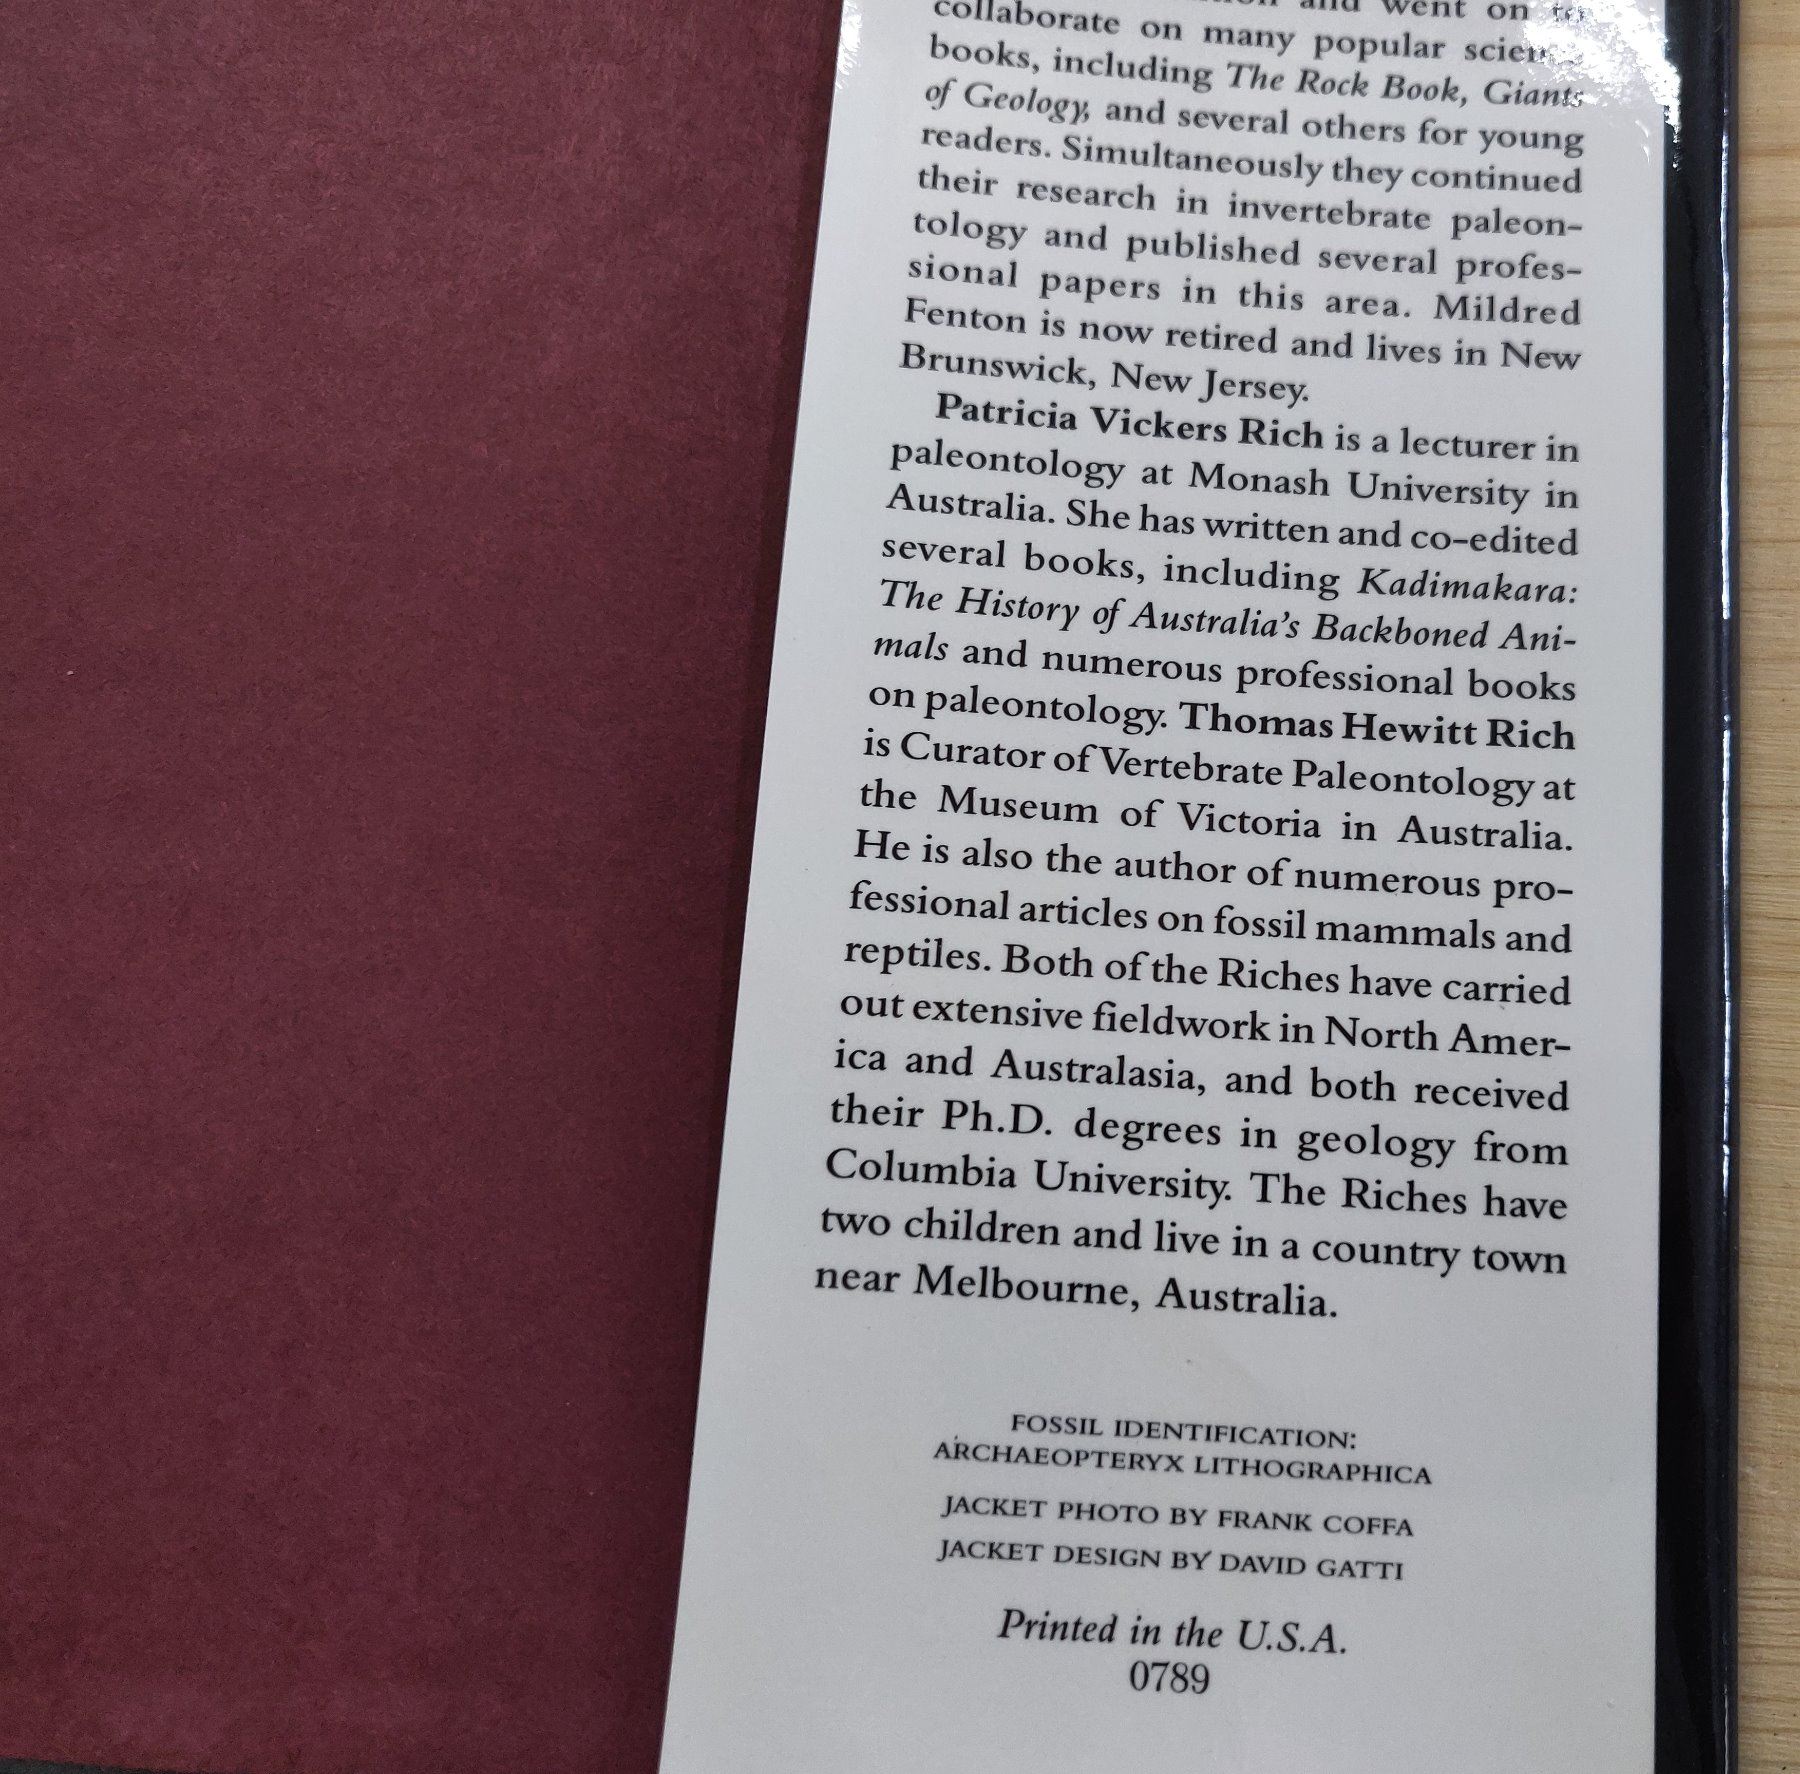 and went on to
collaborate on many popular science
books, including The Rock Book, Giants
of Geology, and several others for young
readers. Simultaneously they continued
their research in invertebrate paleon-
tology and published several profes-
sional papers in this area. Mildred
Fenton is now retired and lives in New
Brunswick, New Jersey.
Patricia Vickers Rich is a lecturer in
paleontology at Monash University in
Australia. She has written and co-edited
several books, including Kadimakara:
The History of Australia's Backboned Ani-
mals and numerous professional books
on paleontology. Thomas Hewitt Rich
is Curator of Vertebrate Paleontology at
the Museum of Victoria in Australia.
He is also the author of numerous pro-
fessional articles on fossil mammals and
reptiles. Both of the Riches have carried
out extensive fieldwork in North Amer-
ica and Australasia, and both received
their Ph.D. degrees in geology from
Columbia University. The Riches have
two children and live in a country town
near Melbourne, Australia.
FOSSIL IDENTIFICATION:
ARCHAEOPTERYX LITHOGRAPHICA
JACKET PHOTO BY FRANK COFFA
JACKET DESIGN BY DAVID GATTI
Printed in the U.S.A.
0789